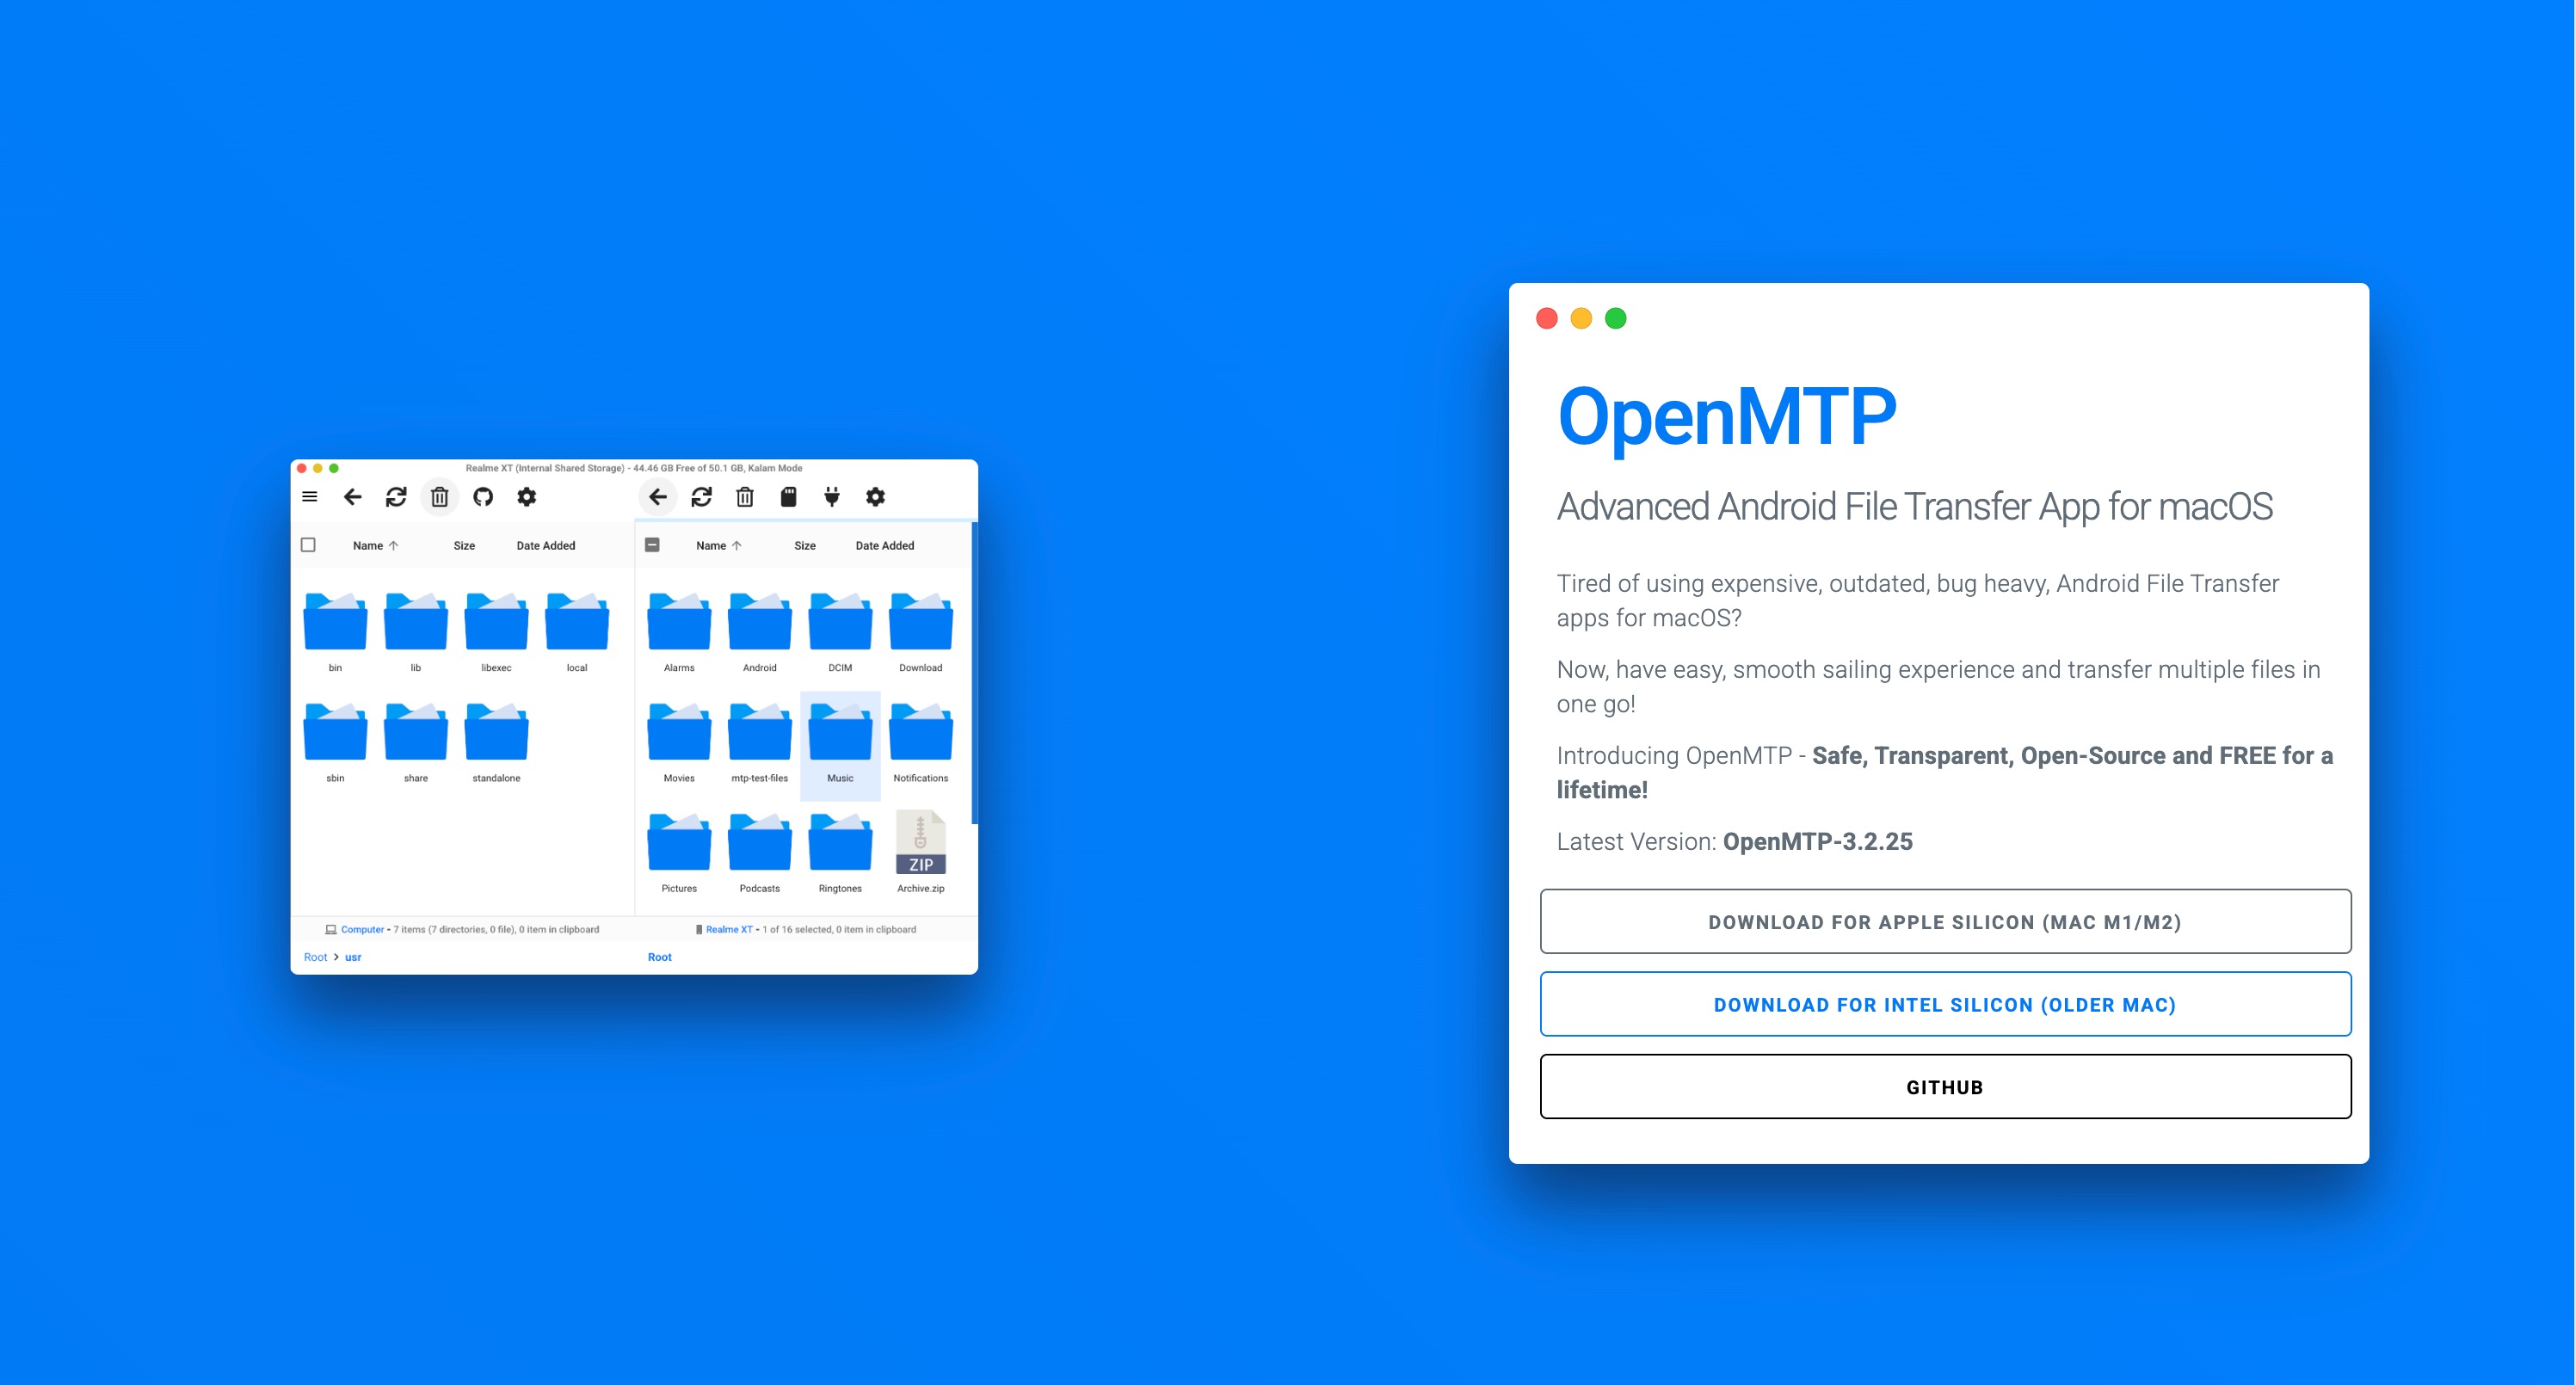 Realme XT (Internal Shared Storage) - 44.46 GB Free of 50.1 GB, Kalam Mode
Name Size Date Added
bin lib libexec local
sbin share standalone
Computer - 7 items (7 directories, 0 file), 0 item in clipboard
Root > usr
Name Size Date Added
Alarms Android DCIM Download
Movies mtp-test-files Music Notifications
ZIP
Pictures Podcasts Ringtones Archive.zip
Realme XT - 1 of 16 selected, 0 item in clipboard
Root
OpenMTP
Advanced Android File Transfer App for macOS
Tired of using expensive, outdated, bug heavy, Android File Transfer
apps for macOS?
Now, have easy, smooth sailing experience and transfer multiple files in
one go!
Introducing OpenMTP - Safe, Transparent, Open-Source and FREE for a
lifetime!
Latest Version: OpenMTP-3.2.25
DOWNLOAD FOR APPLE SILICON (MAC M1/M2)
DOWNLOAD FOR INTEL SILICON (OLDER MAC)
GITHUB